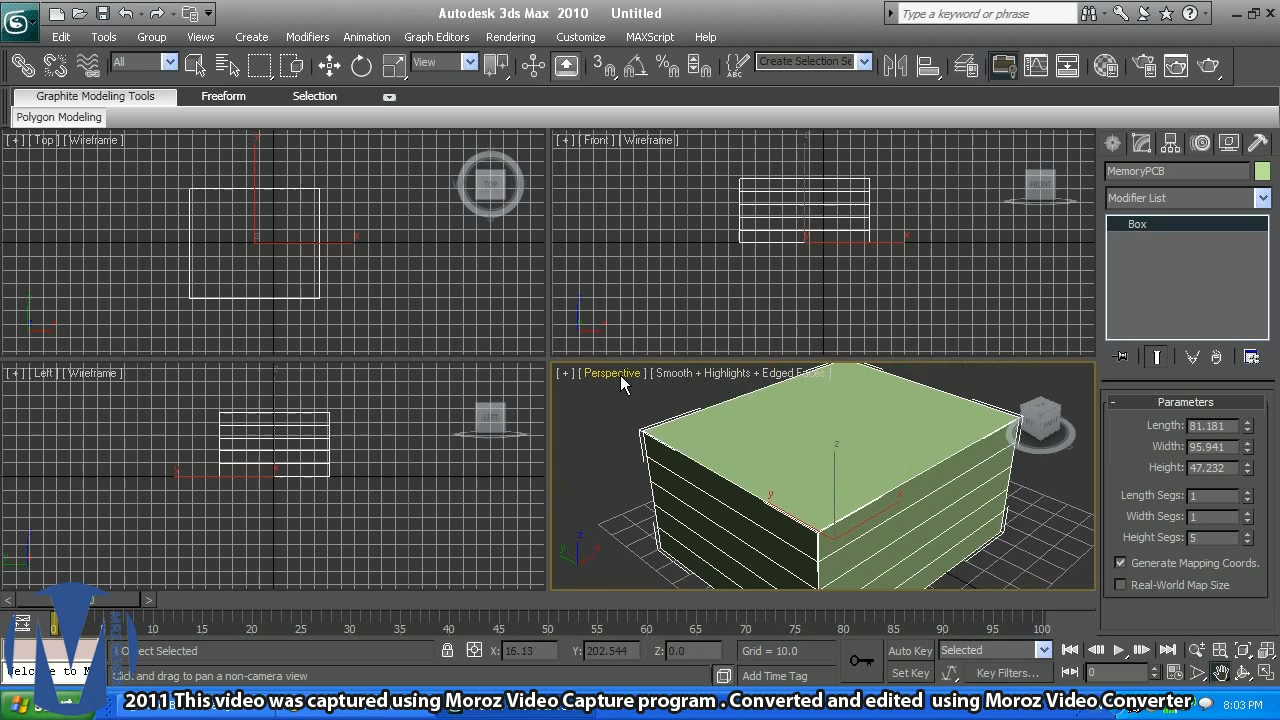 Autodesk 3ds Max 2010 Untitled
Type a keyword or phrase
Edit Tools Group Views Create Modifiers Animation Graph Editors Rendering Customize MAXScript Help
All
View
3
Create Selection Se
Graphite Modeling Tools Freeform Selection
Polygon Modeling
[ + ] [ Top ] [ Wireframe ]
TOP
[ + ] [ Front ] [ Wireframe ]
FRONT
MemoryPCB
Modifier List
Box
[ + ] [ Left ] [ Wireframe ]
LEFT
[ + ] [ Perspective ] [ Smooth + Highlights + Edged Faces ]
- Parameters
Length: 81.181
Width: 95.941
Height: 47.232
Length Segs: 1
Width Segs: 1
Height Segs: 5
Generate Mapping Coords.
Real-World Map Size
< >
0 10 15 20 25 30 35 40 45 50 55 60 65 70 75 80 85 90 95 100
Object Selected X: 16.13 Y: 202.544 Z: 0.0 Grid = 10.0 Auto Key Selected
Welcome to M
and drag to pan a non-camera view Add Time Tag Set Key Key Filters... 0
2011 This video was captured using Moroz Video Capture program . Converted and edited using Moroz Video Converter
8:03 PM